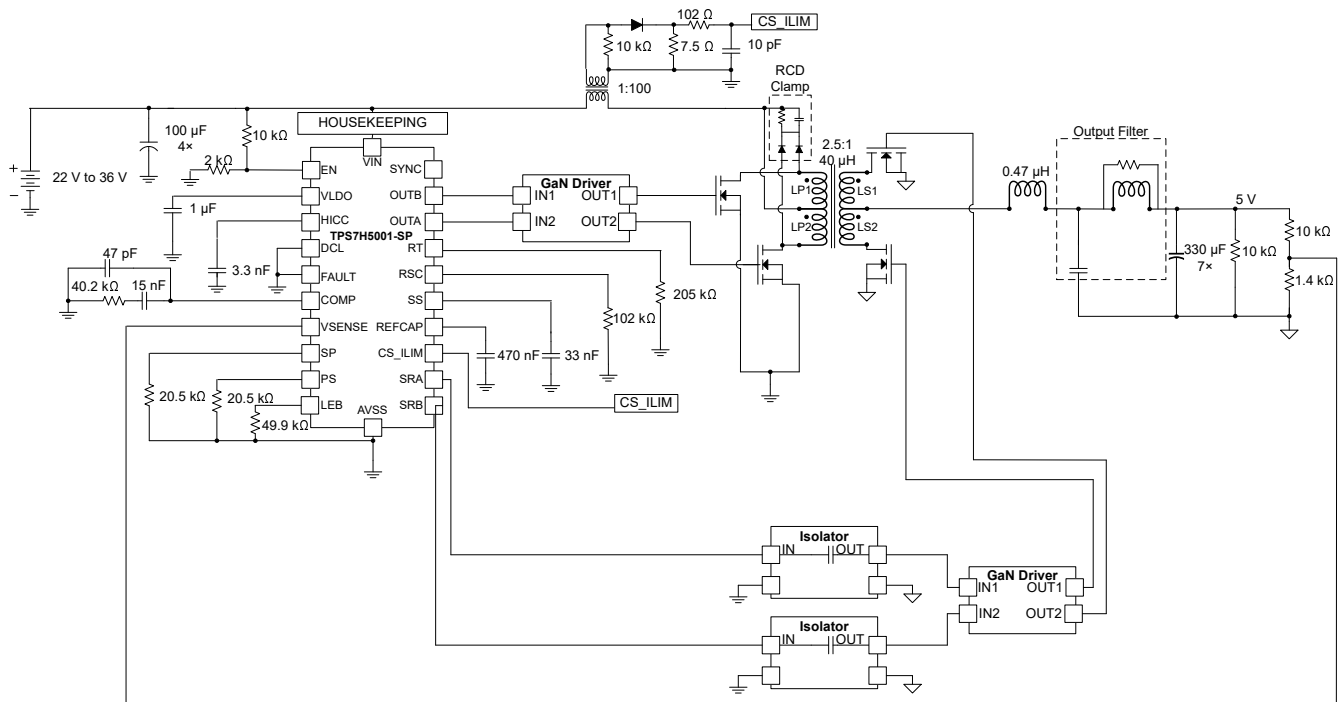 102 Ω
CS_ILIM
10 kΩ
7.5 Ω
10 pF
1:100
RCD
Clamp
HOUSEKEEPING
100 µF
4×
10 kΩ
2 kΩ
22 V to 36 V
+
-
1 µF
3.3 nF
47 pF
40.2 kΩ
15 nF
VIN
EN
SYNC
VLDO
OUTB
HICC
OUTA
TPS7H5001-SP
DCL
RT
FAULT
RSC
COMP
SS
VSENSE
REFCAP
SP
CS_ILIM
PS
SRA
LEB
SRB
AVSS
20.5 kΩ
20.5 kΩ
49.9 kΩ
GaN Driver
IN1
OUT1
IN2
OUT2
205 kΩ
102 kΩ
470 nF
33 nF
CS_ILIM
2.5:1
40 µH
LP1
LS1
LP2
LS2
0.47 µH
Output Filter
5 V
330 µF
7×
10 kΩ
10 kΩ
1.4 kΩ
Isolator
IN
OUT
Isolator
IN
OUT
GaN Driver
IN1
OUT1
IN2
OUT2